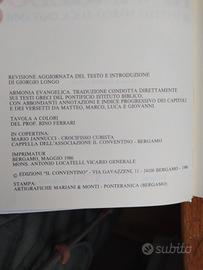 REVISIONE AGGIORNATA DEL TESTO E INTRODUZIONE
DI GIORGIO LONGO
ARMONIA EVANGELICA. TRADUZIONE CONDOTTA DIRETTAMENTE
SUI TESTI GRECI DEL PONTIFICIO ISTITUTO BIBLICO,
CON ABBONDANTI ANNOTAZIONI E INDICE PROGRESSIVO DEI CAPITOLI
E DEI VERSETTI DA MATTEO, MARCO, LUCA E GIOVANNI
TAVOLA A COLORI
DEL PROF. RINO FERRARI
IN COPERTINA:
MARIO JANNUCCI - CROCIFISSO CUBISTA
CAPPELLA DELL'ASSOCIAZIONE IL CONVENTINO - BERGAMO
IMPRIMATUR
BERGAMO, MAGGIO 1986
MONS. ANTONIO LOCATELLI, VICARIO GENERALE
© EDIZIONI "IL CONVENTINO" - VIA GAVAZZENI, 11 - 24100 BERGAMO -
STAMPA:
ARTIGRAFICHE MARIANI & MONTI - PONTERANICA (BERGAMO)
subito